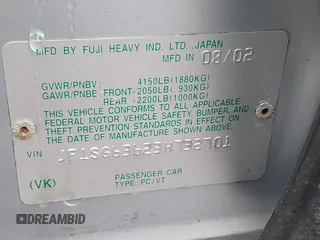 MFD BY FUJI HEAVY IND. LTD. JAPAN
MFD IN 08/02
GVWR/PNBV: 4150LB(1880KG)
GAWR/PNBE: FRONT-2050LB( 930KG)
REAR -2200LB(1000KG)
THIS VEHICLE CONFORMS TO ALL APPLICABLE
FEDERAL MOTOR VEHICLE SAFETY, BUMPER, AND
THEFT PREVENTION STANDARDS IN EFFECT ON THE
DATE OF MANUFACTURE SHOWN ABOVE.
VIN
PASSENGER CAR
(VK) TYPE:PC/VT
DREAMBID